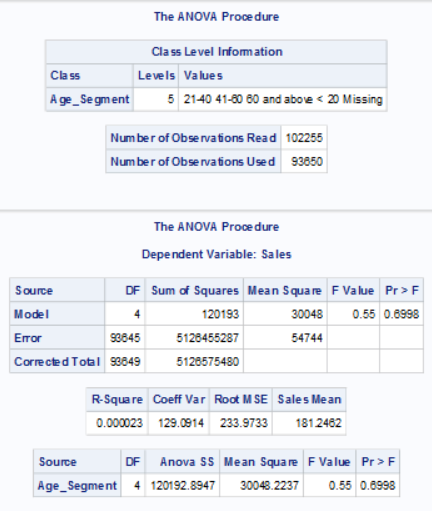 The ANOVA Procedure
Class Level Information
Class Levels Values
Age_Segment 5 21-40 41-60 60 and above < 20 Missing
Number of Observations Read 102255
Number of Observations Used 93650
The ANOVA Procedure
Dependent Variable: Sales
Source DF Sum of Squares Mean Square F Value Pr > F
Model 4 120193 30048 0.55 0.6998
Error 93645 5126455287 54744
Corrected Total 93649 5126575480
R-Square Coeff Var Root MSE Sales Mean
0.000023 129.0914 233.9733 181.2462
Source DF Anova SS Mean Square F Value Pr > F
Age_Segment 4 120192.8947 30048.2237 0.55 0.6998